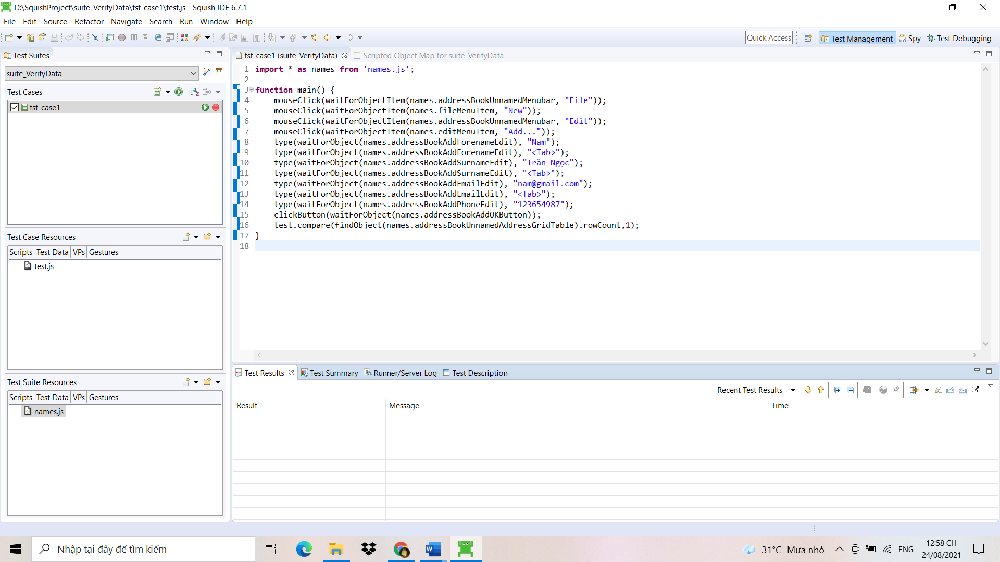 D:\SquishProject\suite_VerifyData\tst_case1\test.js - Squish IDE 6.7.1
File Edit Source Refactor Navigate Search Run Window Help
Quick Access
Test Management
Spy
Test Debugging
Test Suites
suite_VerifyData
Test Cases
tst_case1
Test Case Resources
Scripts Test Data VPs Gestures
test.js
Test Suite Resources
Scripts Test Data VPs Gestures
names.js
tst_case1 (suite_VerifyData)
Scripted Object Map for suite_VerifyData
1 import * as names from 'names.js';
2
3 function main() {
4 mouseClick(waitForObjectItem(names.addressBookUnnamedMenubar, "File"));
5 mouseClick(waitForObjectItem(names.fileMenuItem, "New"));
6 mouseClick(waitForObjectItem(names.addressBookUnnamedMenubar, "Edit"));
7 mouseClick(waitForObjectItem(names.editMenuItem, "Add..."));
8 type(waitForObject(names.addressBookAddForenameEdit), "Nam");
9 type(waitForObject(names.addressBookAddForenameEdit), "<Tab>");
10 type(waitForObject(names.addressBookAddSurnameEdit), "Trần Ngọc");
11 type(waitForObject(names.addressBookAddSurnameEdit), "<Tab>");
12 type(waitForObject(names.addressBookAddEmailEdit), "nam@gmail.com");
13 type(waitForObject(names.addressBookAddEmailEdit), "<Tab>");
14 type(waitForObject(names.addressBookAddPhoneEdit), "123654987");
15 clickButton(waitForObject(names.addressBookAddOKButton));
16 test.compare(findObject(names.addressBookUnnamedAddressGridTable).rowCount,1);
17 }
18
Test Results
Test Summary
Runner/Server Log
Test Description
Recent Test Results
Result Message Time
Nhập tại đây để tìm kiếm
31°C Mưa nhỏ
ENG
12:58 CH
24/08/2021